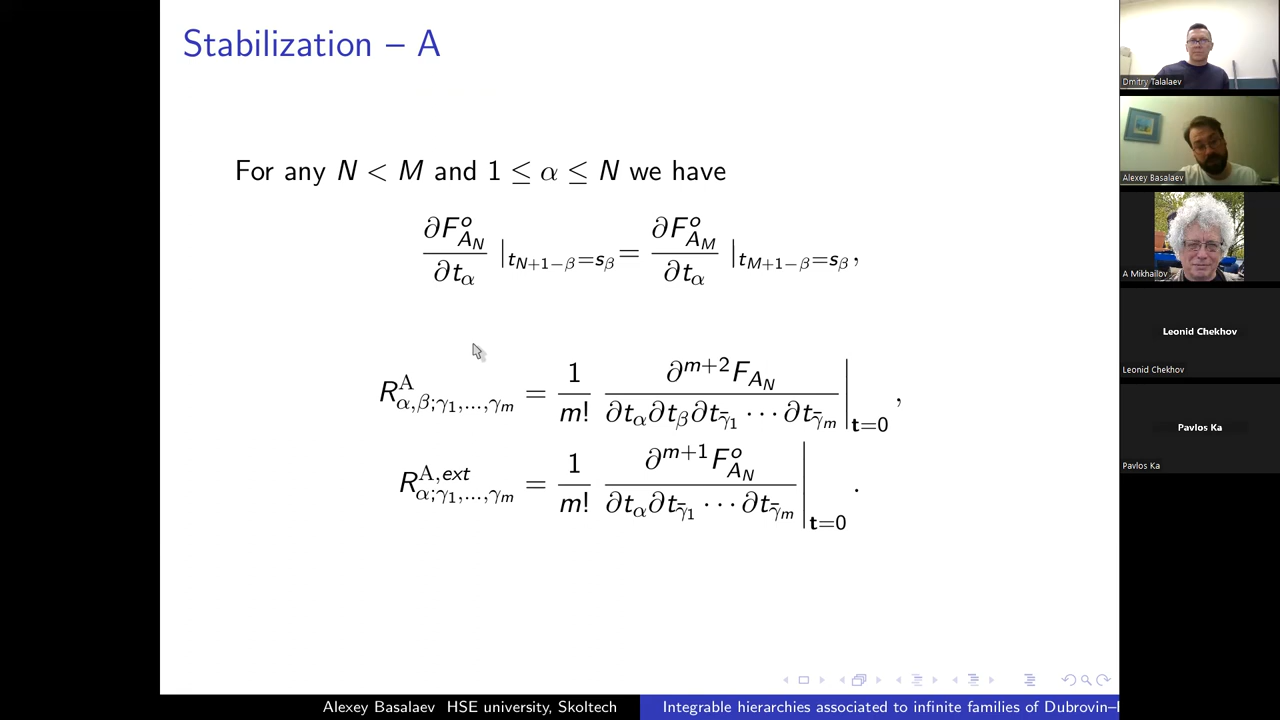 Stabilization – A
For any N < M and 1 ≤ α ≤ N we have
∂F^o_{A_N}/∂t_α |_{t_{N+1−β}=s_β} = ∂F^o_{A_M}/∂t_α |_{t_{M+1−β}=s_β},
R^A_{α,β;γ_1,...,γ_m} = 1/m! ∂^{m+2}F_{A_N}/∂t_α∂t_β∂t_{γ̄_1}···∂t_{γ̄_m} |_{t=0},
R^{A,ext}_{α;γ_1,...,γ_m} = 1/m! ∂^{m+1}F^o_{A_N}/∂t_α∂t_{γ̄_1}···∂t_{γ̄_m} |_{t=0}.
Alexey Basalaev HSE university, Skoltech
Integrable hierarchies associated to infinite families of Dubrovin–
Dmitry Talalaev
Alexey Basalaev
A Mikhailov
Leonid Chekhov
Leonid Chekhov
Pavlos Ka
Pavlos Ka